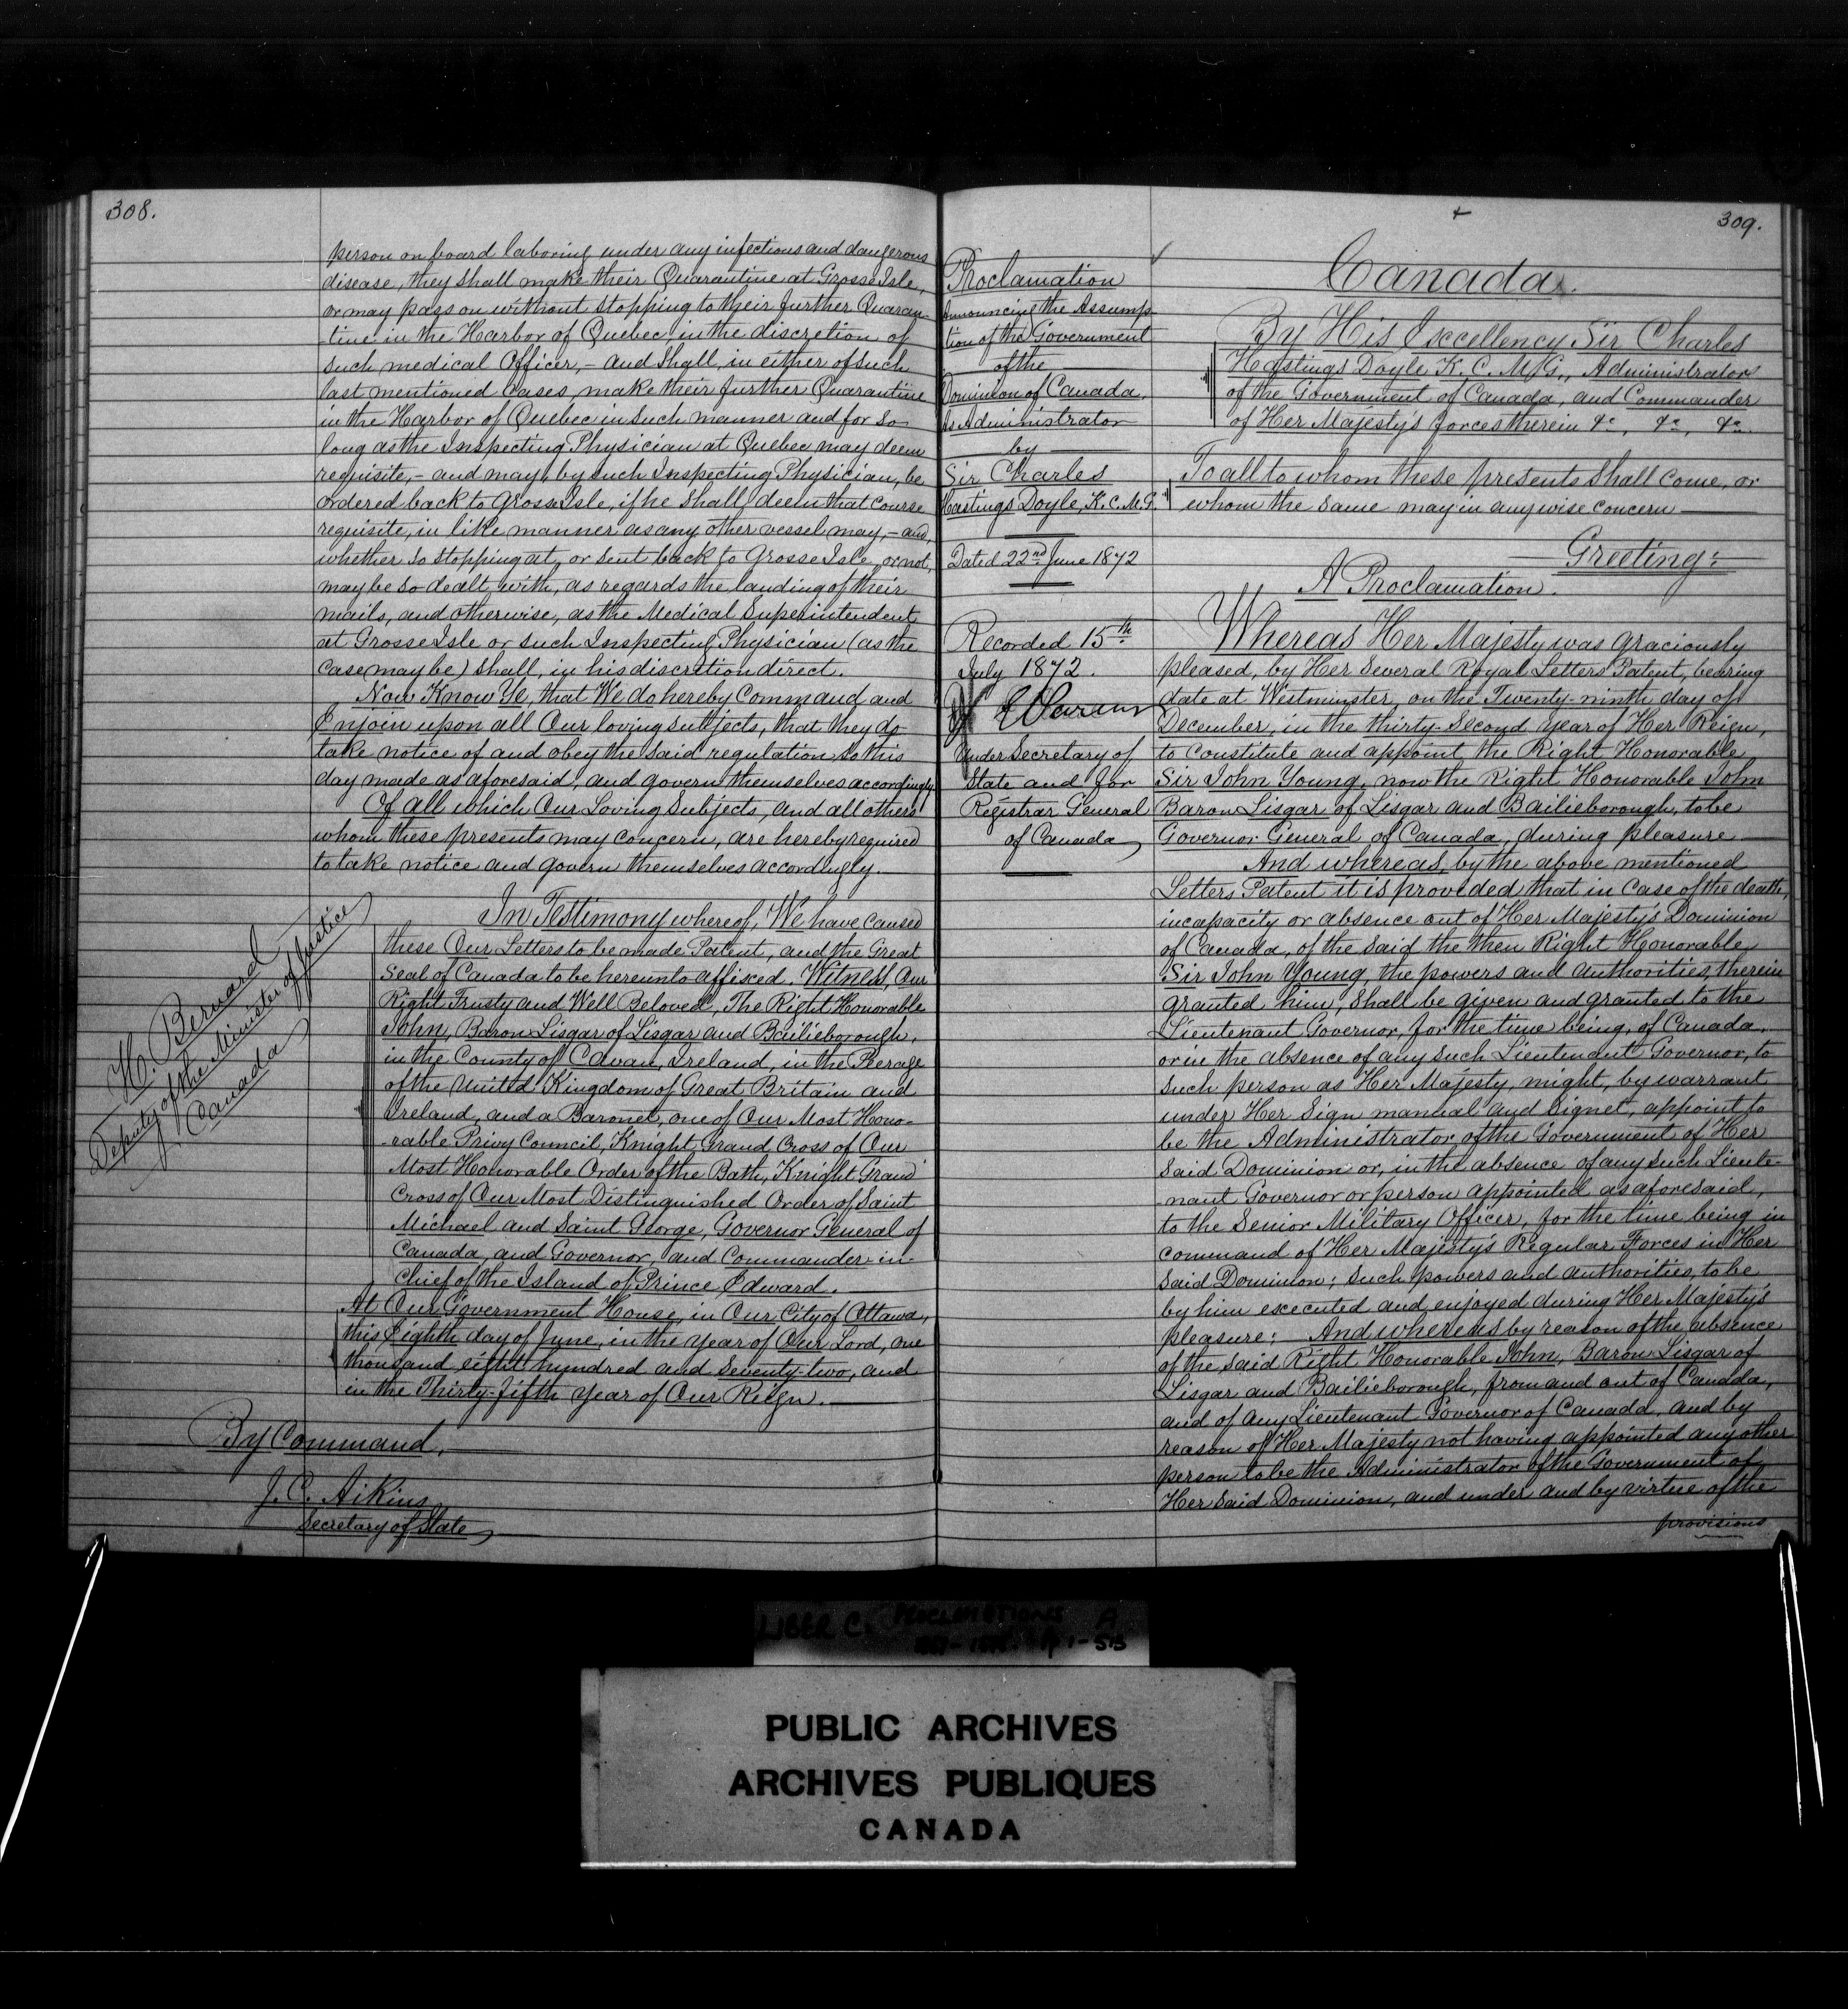 308.
person on board laboring under any infectious and dangerous
disease, they shall make their Quarantine at Grosse Isle,
or may pass on without stopping to their further Quaran-
-tine in the Harbor of Quebec, in the discretion of
such medical Officer, – and shall, in either of such
last mentioned cases, make their further Quarantine
in the Harbor of Quebec in such manner and for so
long as the Inspecting Physician at Quebec may deem
requisite, – and may, by such Inspecting Physician, be
ordered back to Grosse Isle, if he shall deem that course
requisite, in like manner as any other vessel may, – and,
whether so stopping at, or sent back to Grosse Isle, or not,
may be so dealt with, as regards the landing of their
mails, and otherwise, as the Medical Superintendent
at Grosse Isle or such Inspecting Physician (as the
case may be) shall, in his discretion direct.
Now Know Ye, that We do hereby command and
Enjoin upon all Our loving subjects, that they do
take notice of and obey the said regulation so this
day made as aforesaid, and govern themselves accordingly.
Of all which Our Loving Subjects, and all others
whom these presents may concern, are hereby required
to take notice and govern themselves accordingly.
In Testimony whereof, We have caused
these Our Letters to be made Patent, and the Great
Seal of Canada to be hereunto affixed. Witness, Our
Right Trusty and Well Beloved, The Right Honorable
John, Baron Lisgar of Lisgar and Bailieborough,
in the County of Cavan, Ireland, in the Perage
of the United Kingdom of Great Britain and
Ireland, and a Baronet, one of Our Most Hono-
-rable Privy Council, Knight Grand Cross of Our
Most Honorable Order of the Bath, Knight Grand
Cross of Our Most Distinguished Order of Saint
Michael and Saint George, Governor General of
Canada, and Governor and Commander-in-
Chief of the Island of Prince Edward.
At Our Government House, in Our City of Ottawa,
this Eighth day of June, in the year of Our Lord, one
thousand eight hundred and Seventy-two, and
in the Thirty-fifth year of Our Reign.
H. Bernard
Deputy of the Minister of Justice
Canada
By Command,
J. C. Aikins
Secretary of State
309.
Proclamation
Announcing the Assump
tion of the Government
of the
Dominion of Canada,
As Administrator
by
Sir Charles
Hastings Doyle, K.C.M.G.
Dated 22nd June 1872
Recorded 15th
July 1872.
Under Secretary of
State and for
Registrar General
of Canada
Canada.
By His Excellency Sir Charles
Hastings Doyle K. C. M. G., Administrator
of the Government of Canada, and Commander
of Her Majesty's forces therein &c, &c, &c.
To all to whom these presents shall come, or
whom the same may in anywise concern
Greeting:
A Proclamation.
Whereas Her Majesty was graciously
pleased, by Her several Royal Letters Patent, bearing
date at Westminster, on the Twenty-ninth day of
December, in the thirty-second year of Her Reign,
to constitute and appoint the Right Honorable
Sir John Young, now the Right Honorable John
Baron Lisgar of Lisgar and Bailieborough, to be
Governor General of Canada, during pleasure
And whereas, by the above mentioned
Letters Patent it is provided that in case of the death,
incapacity or absence out of Her Majesty's Dominion
of Canada, of the said the then Right Honorable
Sir John Young, the powers and authorities, therein
granted him, shall be given and granted to the
Lieutenant Governor, for the time being, of Canada,
or in the absence of any such Lieutenant Governor, to
such person as Her Majesty, might, by warrant
under Her Sign manual and Signet, appoint to
be the Administrator of the Government of Her
said Dominion or, in the absence of any such Lieute-
-nant Governor or person appointed as aforesaid,
to the Senior Military Officer, for the time being in
command of Her Majesty's Regular Forces in Her
said Dominion; such powers and authorities, to be
by him executed and enjoyed during Her Majesty's
pleasure: And whereas by reason of the absence
of the said Right Honorable John, Baron Lisgar of
Lisgar and Bailieborough, from and out of Canada,
and of any Lieutenant Governor of Canada, and by
reason of Her Majesty not having appointed any other
person to be the Administrator of the Government of
Her said Dominion, and under and by virtue of the
provisions
LIBER C. PROCLAMATIONS A
PUBLIC ARCHIVES
ARCHIVES PUBLIQUES
CANADA